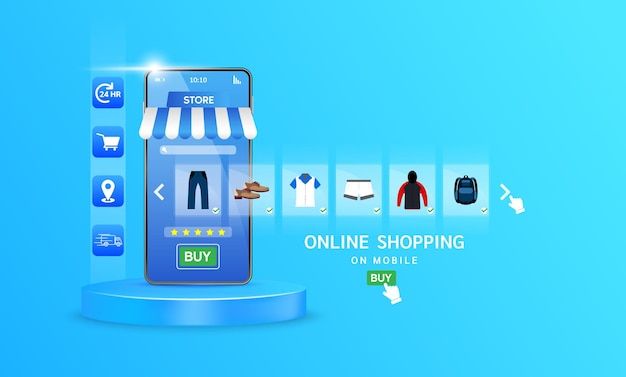 10:10
STORE
24 HR
BUY
ONLINE SHOPPING
ON MOBILE
BUY